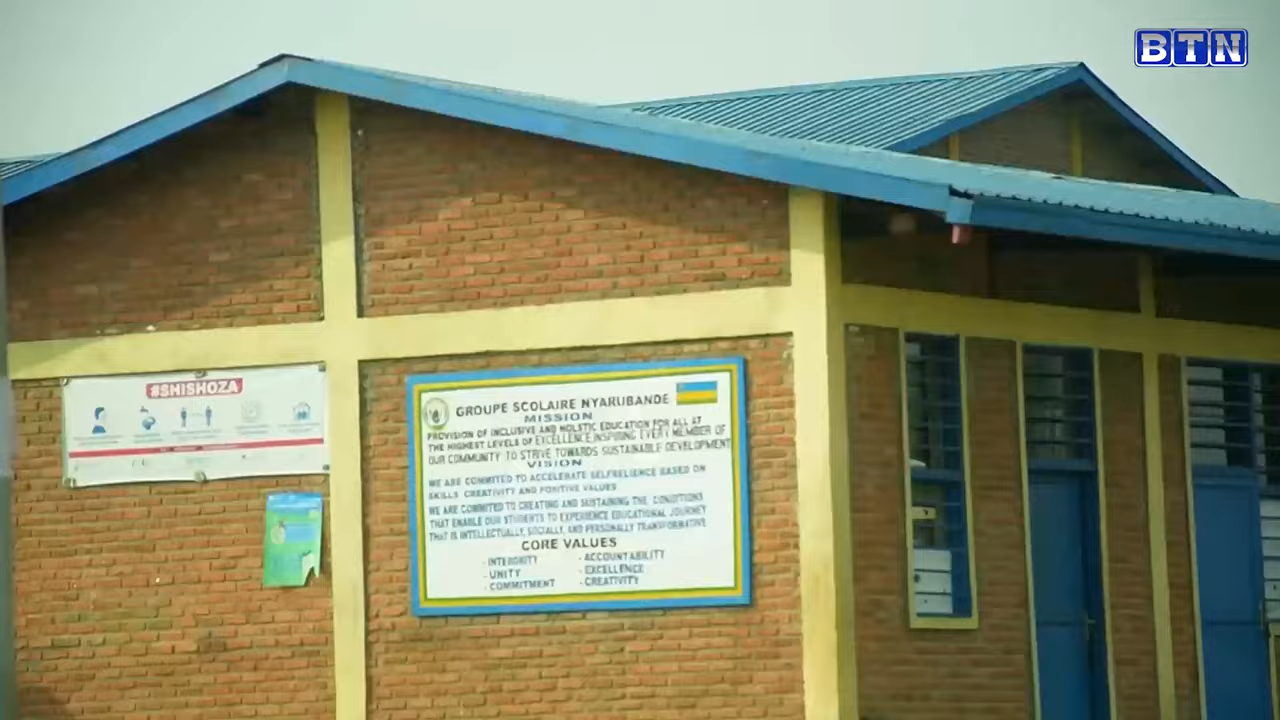 BTN
#SHISHOZA
GROUPE SCOLAIRE NYARUBANDE
MISSION
PROVISION OF INCLUSIVE AND HOLSTIC EDUCATION FOR ALL AT
THE HIGHEST LEVELS OF EXCELLENCE,INSPIRING EVERY MEMBER OF
OUR COMMUNITY TO STRIVE TOWARDS SUSTAINABLE DEVELOPMENT
VISION
WE ARE COMMITED TO ACCELERATE SELFRELIENCE BASED ON
SKILLS CREATIVITY AND POSITIVE VALUES
WE ARE COMMITED TO CREATING AND SUSTAINING THE CONDITIONS
THAT ENABLE OUR STUDENTS TO EXPERIENCE EDUCATIONAL JOURNEY
THAT IS INTELLECTUALLY, SOCIALLY, AND PERSONALLY TRANSFORMATIVE
CORE VALUES
- INTERGRITY
- UNITY
- COMMITMENT
- ACCOUNTABILITY
- EXCELLENCE
- CREATIVITY